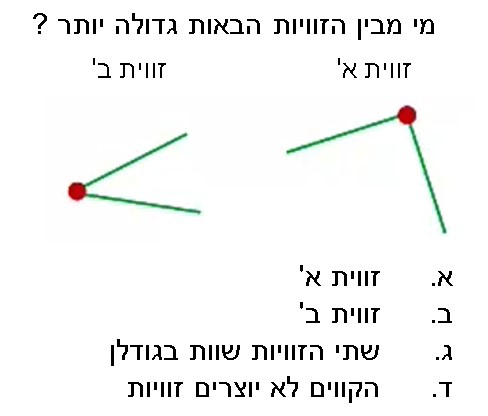 מי מבין הזוויות הבאות גדולה יותר ?
זווית א' זווית ב'
א. זווית א'
ב. זווית ב'
ג. שתי הזוויות שוות בגודלן
ד. הקווים לא יוצרים זוויות